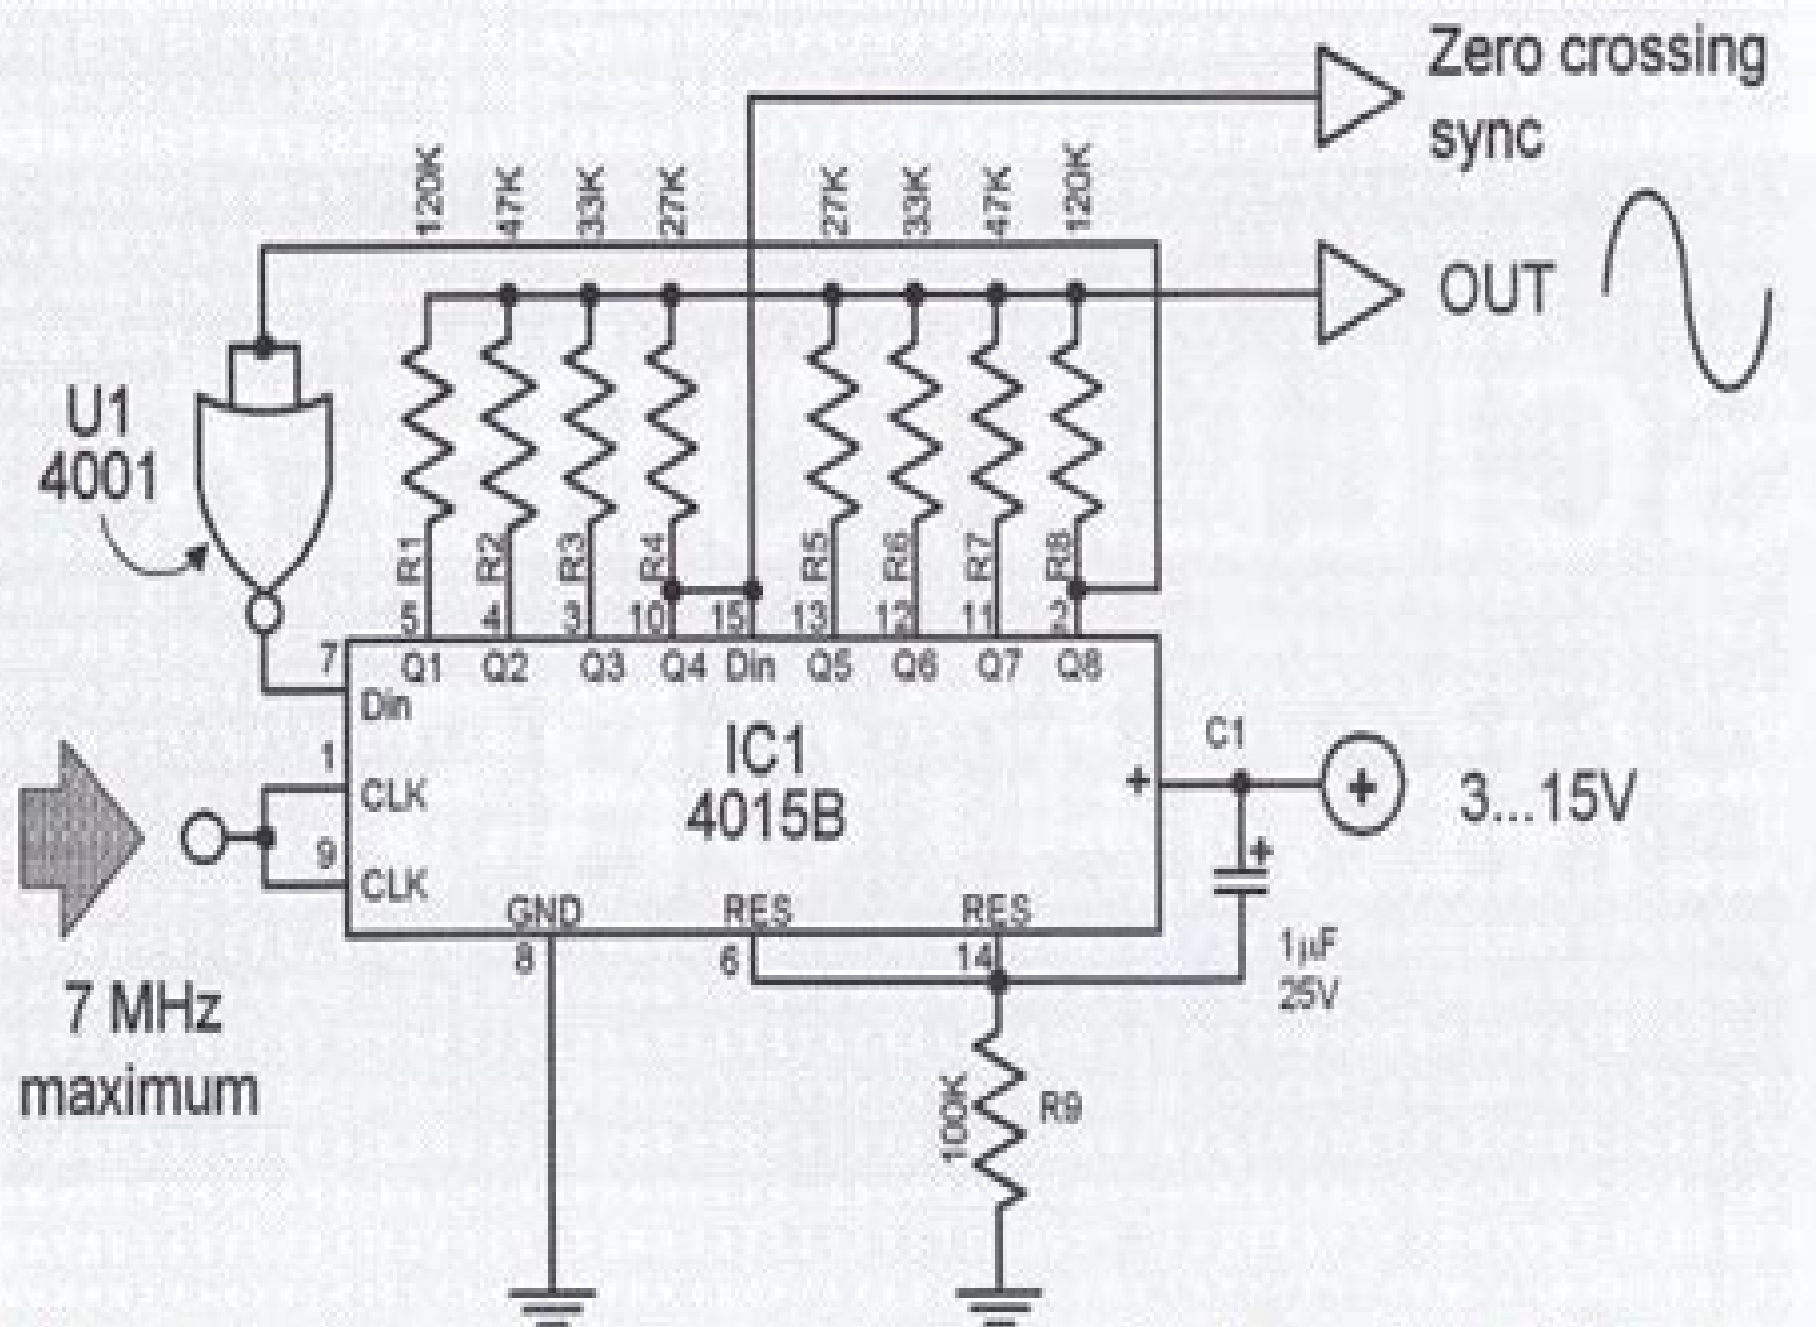 Zero crossing
sync
120K 47K 33K 27K 27K 33K 47K 120K
OUT
U1
4001
R1 R2 R3 R4 R5 R6 R7 R8
5 4 3 10 15 13 12 11 2
7 Q1 Q2 Q3 Q4 Din Q5 Q6 Q7 Q8
Din
1
CLK
9
CLK
IC1
4015B
C1
+ + 3...15V
+
GND RES RES
8 6 14
1µF
25V
7 MHz
maximum
100K R9